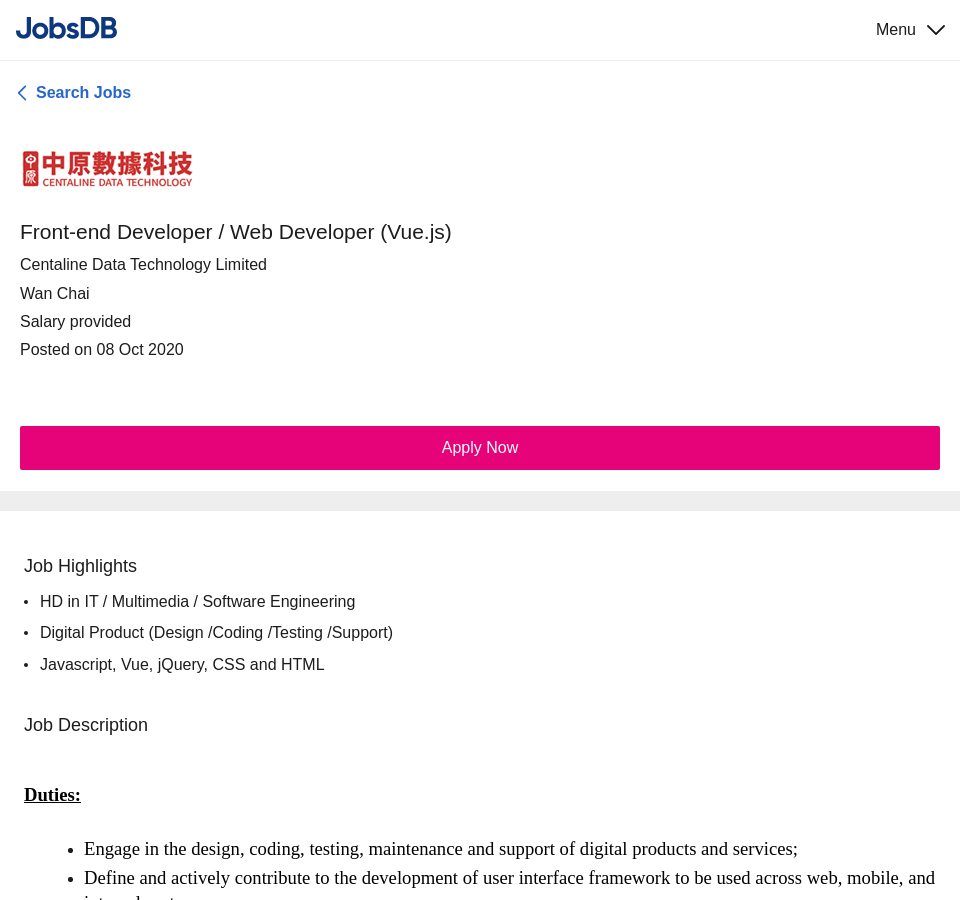 JobsDB
Menu
Search Jobs
中原
中原數據科技
CENTALINE DATA TECHNOLOGY
Front-end Developer / Web Developer (Vue.js)
Centaline Data Technology Limited
Wan Chai
Salary provided
Posted on 08 Oct 2020
Apply Now
Job Highlights
• HD in IT / Multimedia / Software Engineering
• Digital Product (Design /Coding /Testing /Support)
• Javascript, Vue, jQuery, CSS and HTML
Job Description
Duties:
• Engage in the design, coding, testing, maintenance and support of digital products and services;
• Define and actively contribute to the development of user interface framework to be used across web, mobile, and